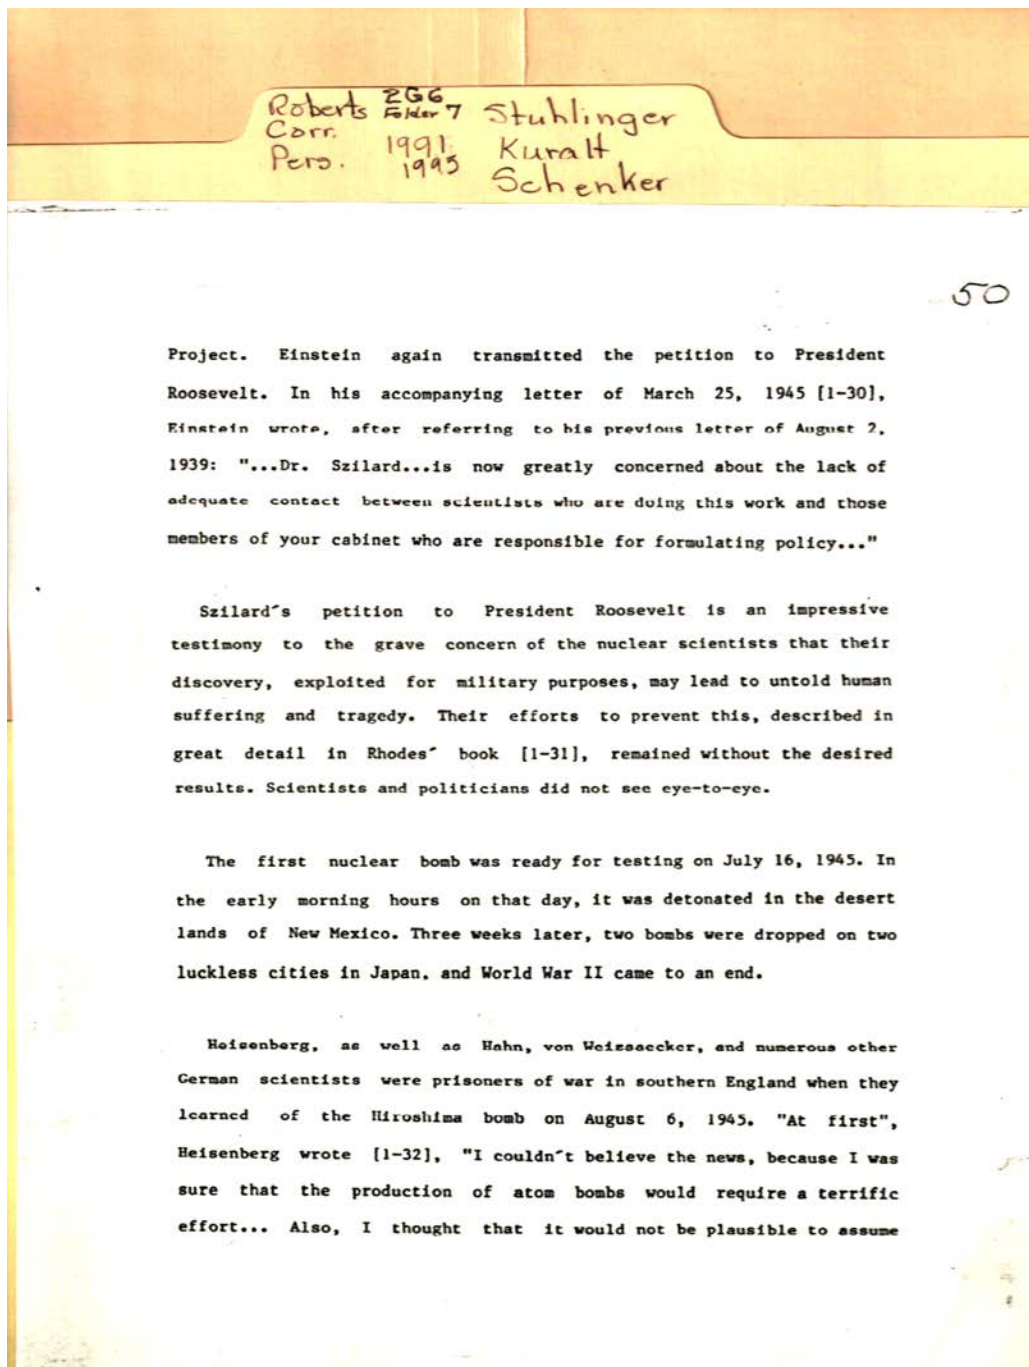 Roberts 2G6 Folder 7 Stuhlinger
Corr. 1991 Kuralt
Pers. 1995 Schenker
50
Project. Einstein again transmitted the petition to President
Roosevelt. In his accompanying letter of March 25, 1945 [1-30],
Einstein wrote, after referring to his previous letter of August 2,
1939: "...Dr. Szilard...is now greatly concerned about the lack of
adequate contact between scientists who are doing this work and those
members of your cabinet who are responsible for formulating policy..."
Szilard's petition to President Roosevelt is an impressive
testimony to the grave concern of the nuclear scientists that their
discovery, exploited for military purposes, may lead to untold human
suffering and tragedy. Their efforts to prevent this, described in
great detail in Rhodes' book [1-31], remained without the desired
results. Scientists and politicians did not see eye-to-eye.
The first nuclear bomb was ready for testing on July 16, 1945. In
the early morning hours on that day, it was detonated in the desert
lands of New Mexico. Three weeks later, two bombs were dropped on two
luckless cities in Japan, and World War II came to an end.
Heisenberg, as well as Hahn, von Weizsaecker, and numerous other
German scientists were prisoners of war in southern England when they
learned of the Hiroshima bomb on August 6, 1945. "At first",
Heisenberg wrote [1-32], "I couldn't believe the news, because I was
sure that the production of atom bombs would require a terrific
effort... Also, I thought that it would not be plausible to assume